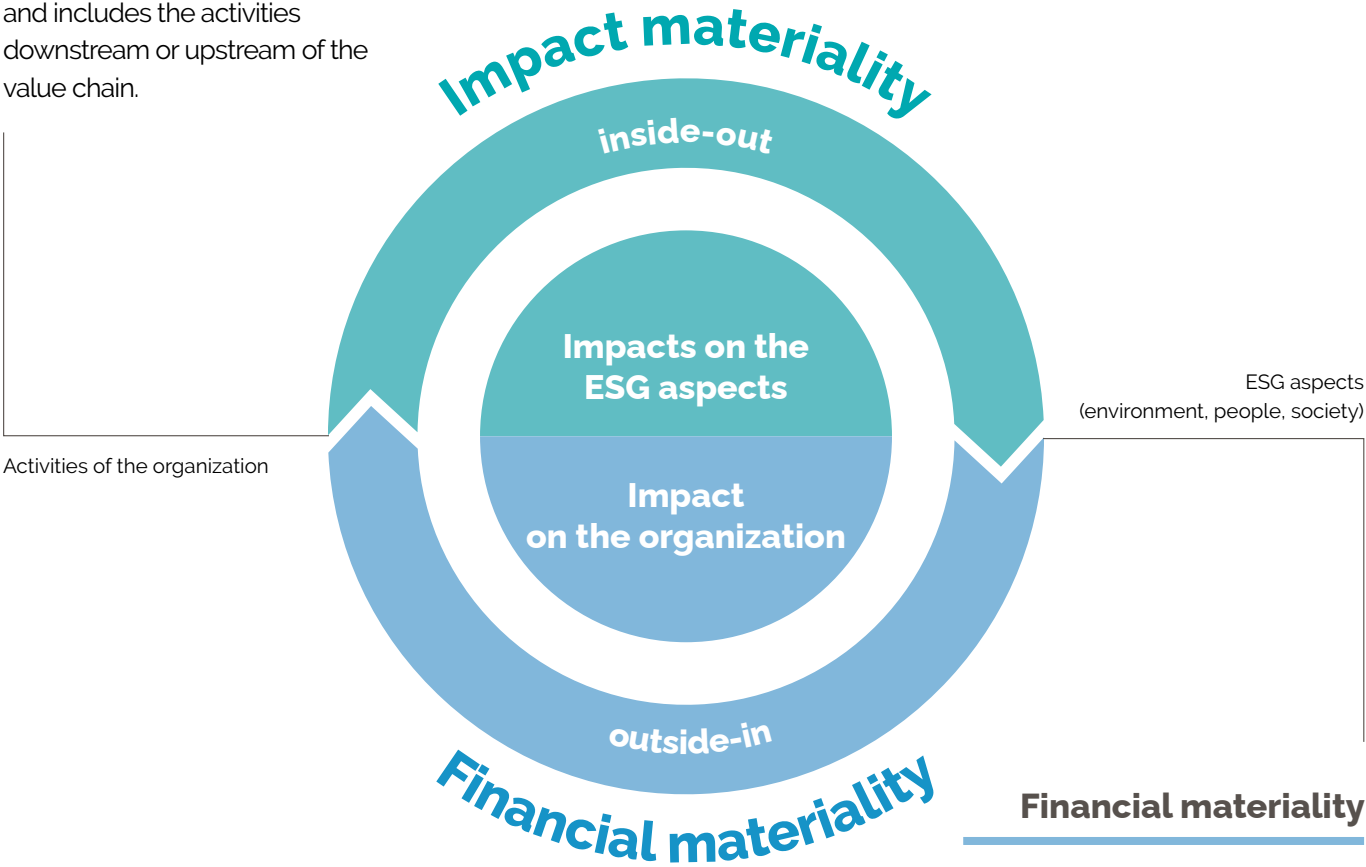 and includes the activities
downstream or upstream of the
value chain.
Impact materiality
inside-out
Impacts on the
ESG aspects
ESG aspects
(environment, people, society)
Activities of the organization
Impact
on the organization
outside-in
Financial materiality
Financial materiality